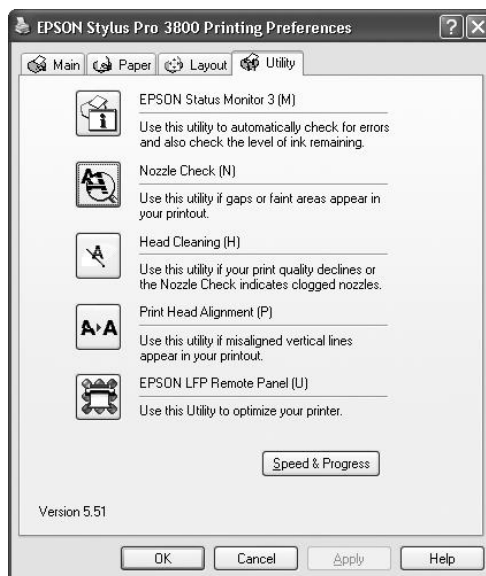 EPSON Stylus Pro 3800 Printing Preferences
Main Paper Layout Utility
EPSON Status Monitor 3 (M)
Use this utility to automatically check for errors
and also check the level of ink remaining.
Nozzle Check (N)
Use this utility if gaps or faint areas appear in
your printout.
Head Cleaning (H)
Use this utility if your print quality declines or
the Nozzle Check indicates clogged nozzles.
Print Head Alignment (P)
Use this utility if misaligned vertical lines
appear in your printout.
EPSON LFP Remote Panel (U)
Use this Utility to optimize your printer.
Speed & Progress
Version 5.51
OK Cancel Apply Help